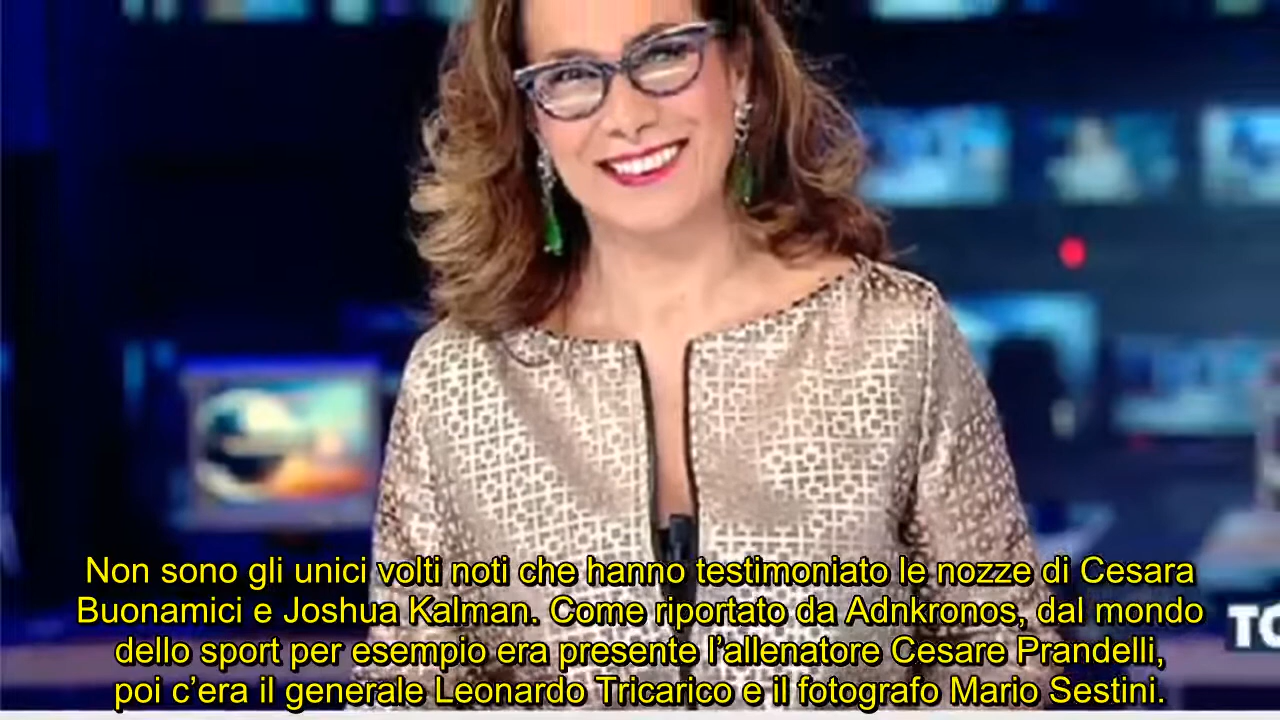 Non sono gli unici volti noti che hanno testimoniato le nozze di Cesara
Buonamici e Joshua Kalman. Come riportato da Adnkronos, dal mondo
dello sport per esempio era presente l’allenatore Cesare Prandelli,
poi c’era il generale Leonardo Tricarico e il fotografo Mario Sestini.